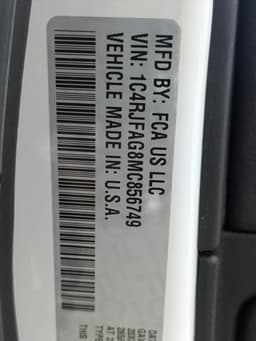 MFD BY: FCA US LLC
VIN: 1C4RJFAG8MC856749
VEHICLE MADE IN: U.S.A.